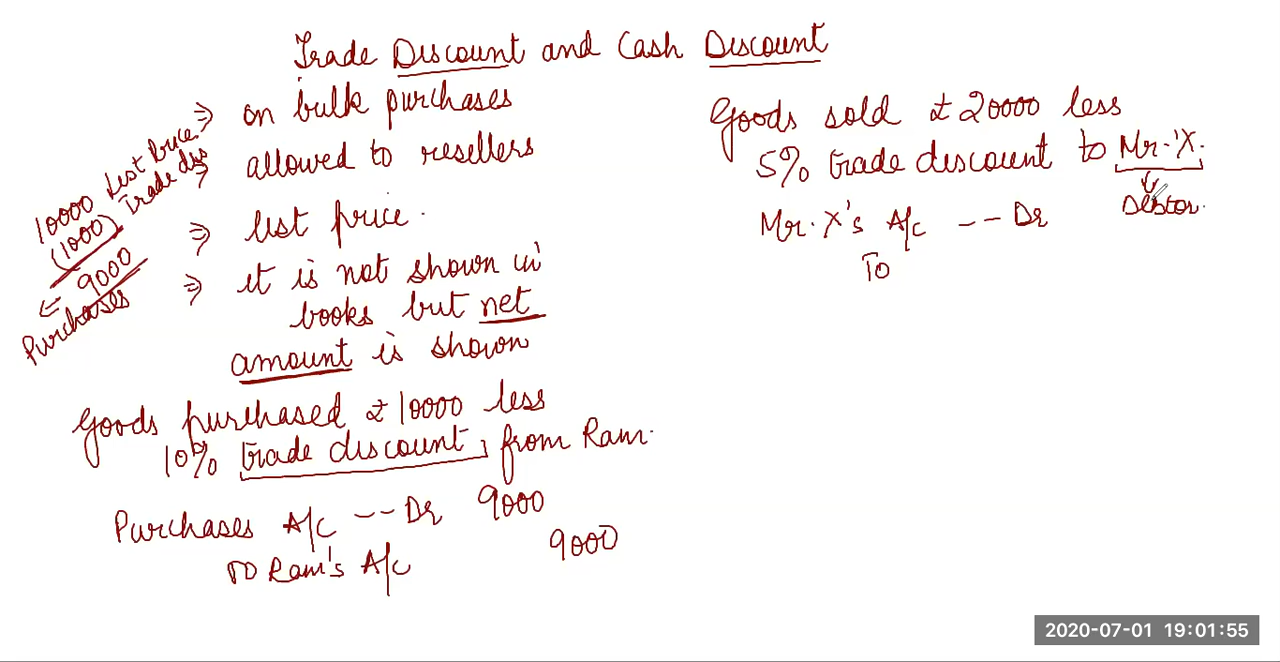 Trade Discount and Cash Discount
⇒ on bulk purchases
⇒ allowed to resellers
⇒ list price.
⇒ it is not shown in
books but net
amount is shown
10000 List Price
(1000) Trade dis
9000
← Purchases
Goods purchased ₹ 10000 less
10% trade discount, from Ram.
Purchases A/c -- Dr 9000
To Ram's A/c 9000
Goods sold ₹ 20000 less
5% trade discount to Mr. 'X.
Debtor.
Mr. X's A/c -- Dr
To
2020-07-01 19:01:55